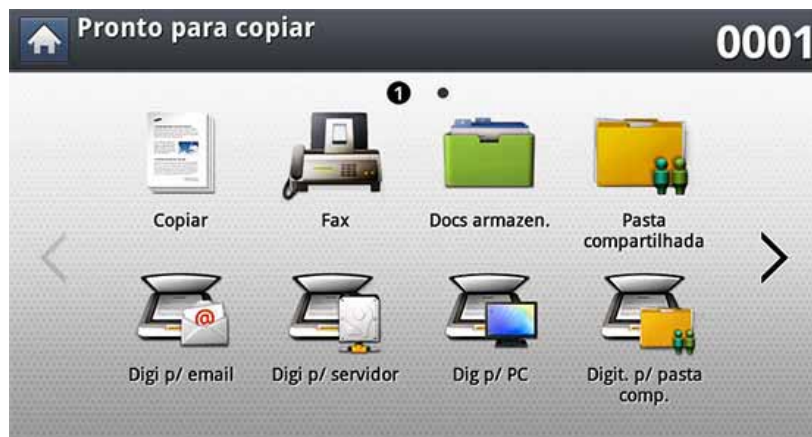 Pronto para copiar
0001
1
Copiar
Fax
Docs armazen.
Pasta
compartilhada
@
Digi p/ email
Digi p/ servidor
Dig p/ PC
Digit. p/ pasta
comp.